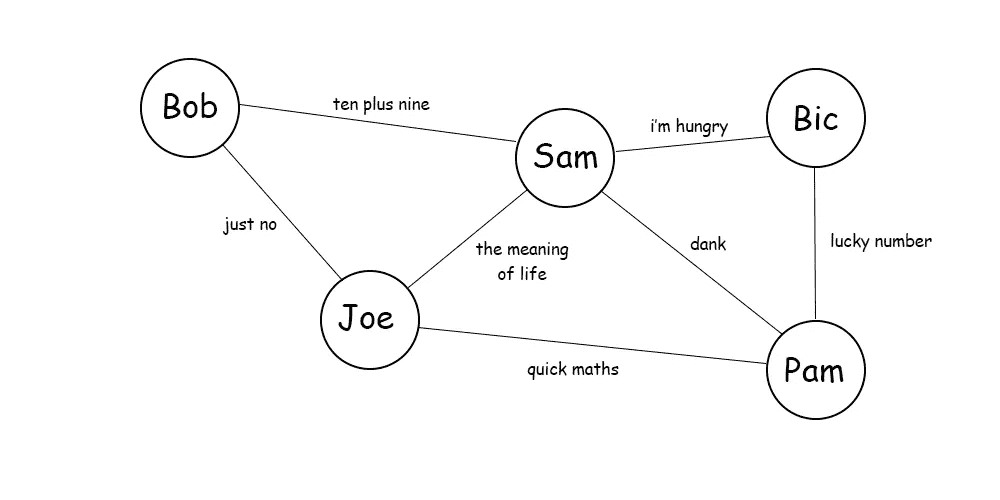 Bob
ten plus nine
Sam
i'm hungry
Bic
just no
the meaning
of life
dank
lucky number
Joe
quick maths
Pam